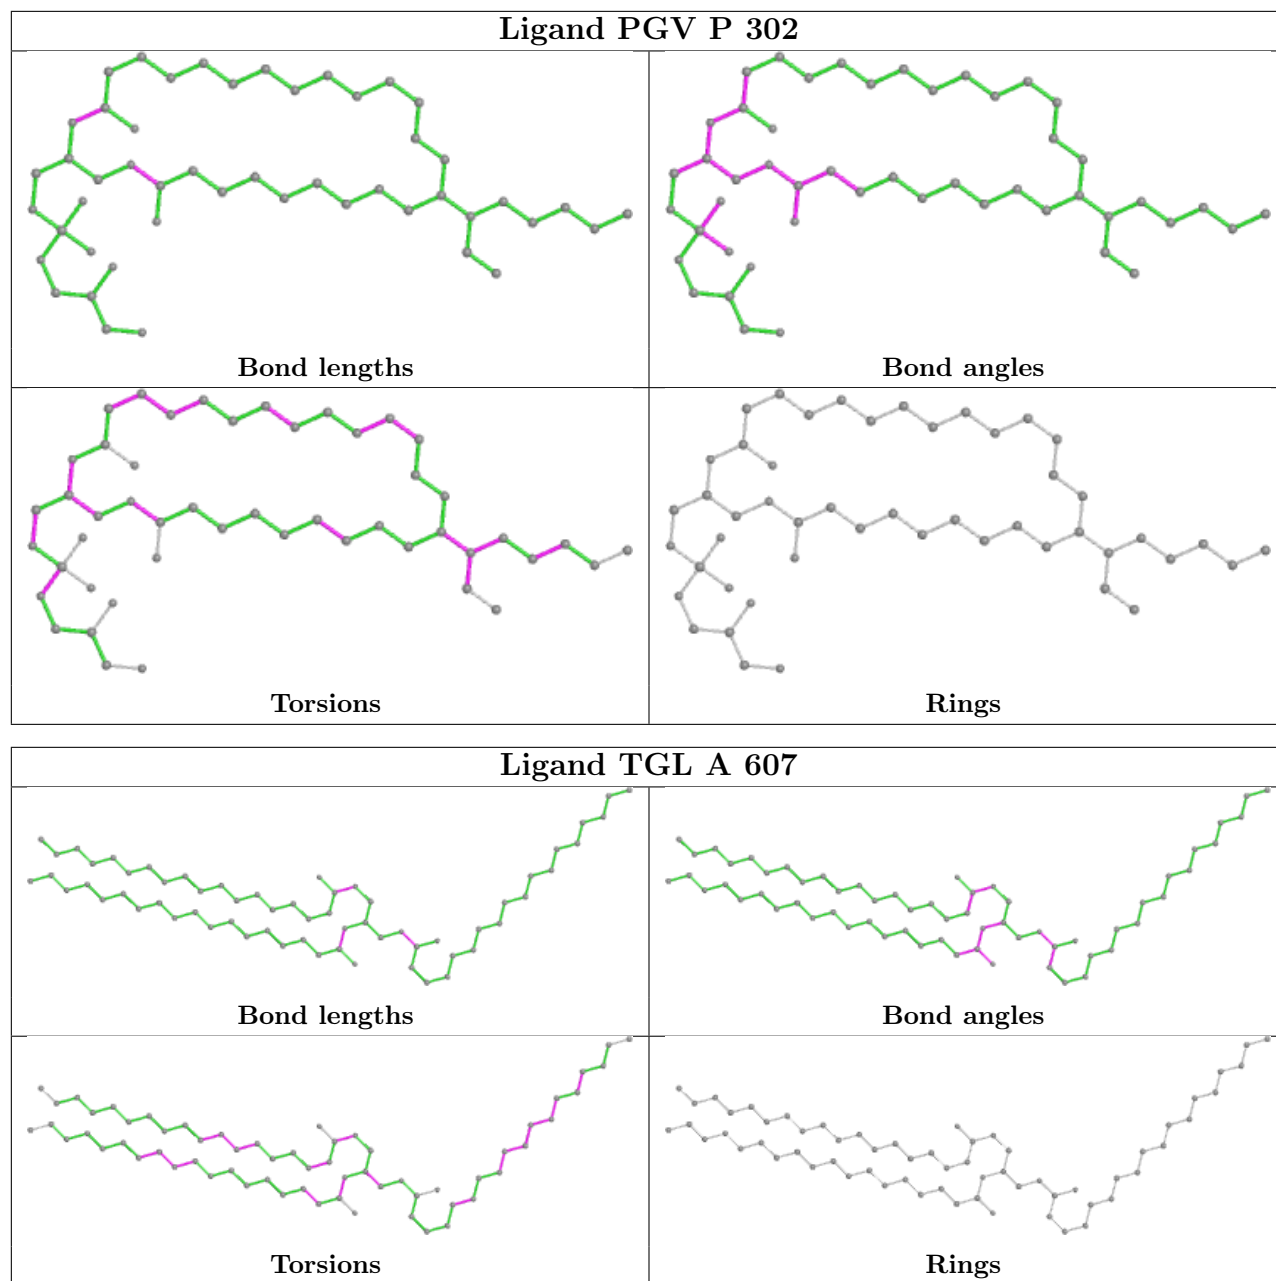 Ligand PGV P 302
Bond lengths
Bond angles
Torsions
Rings
Ligand TGL A 607
Bond lengths
Bond angles
Torsions
Rings